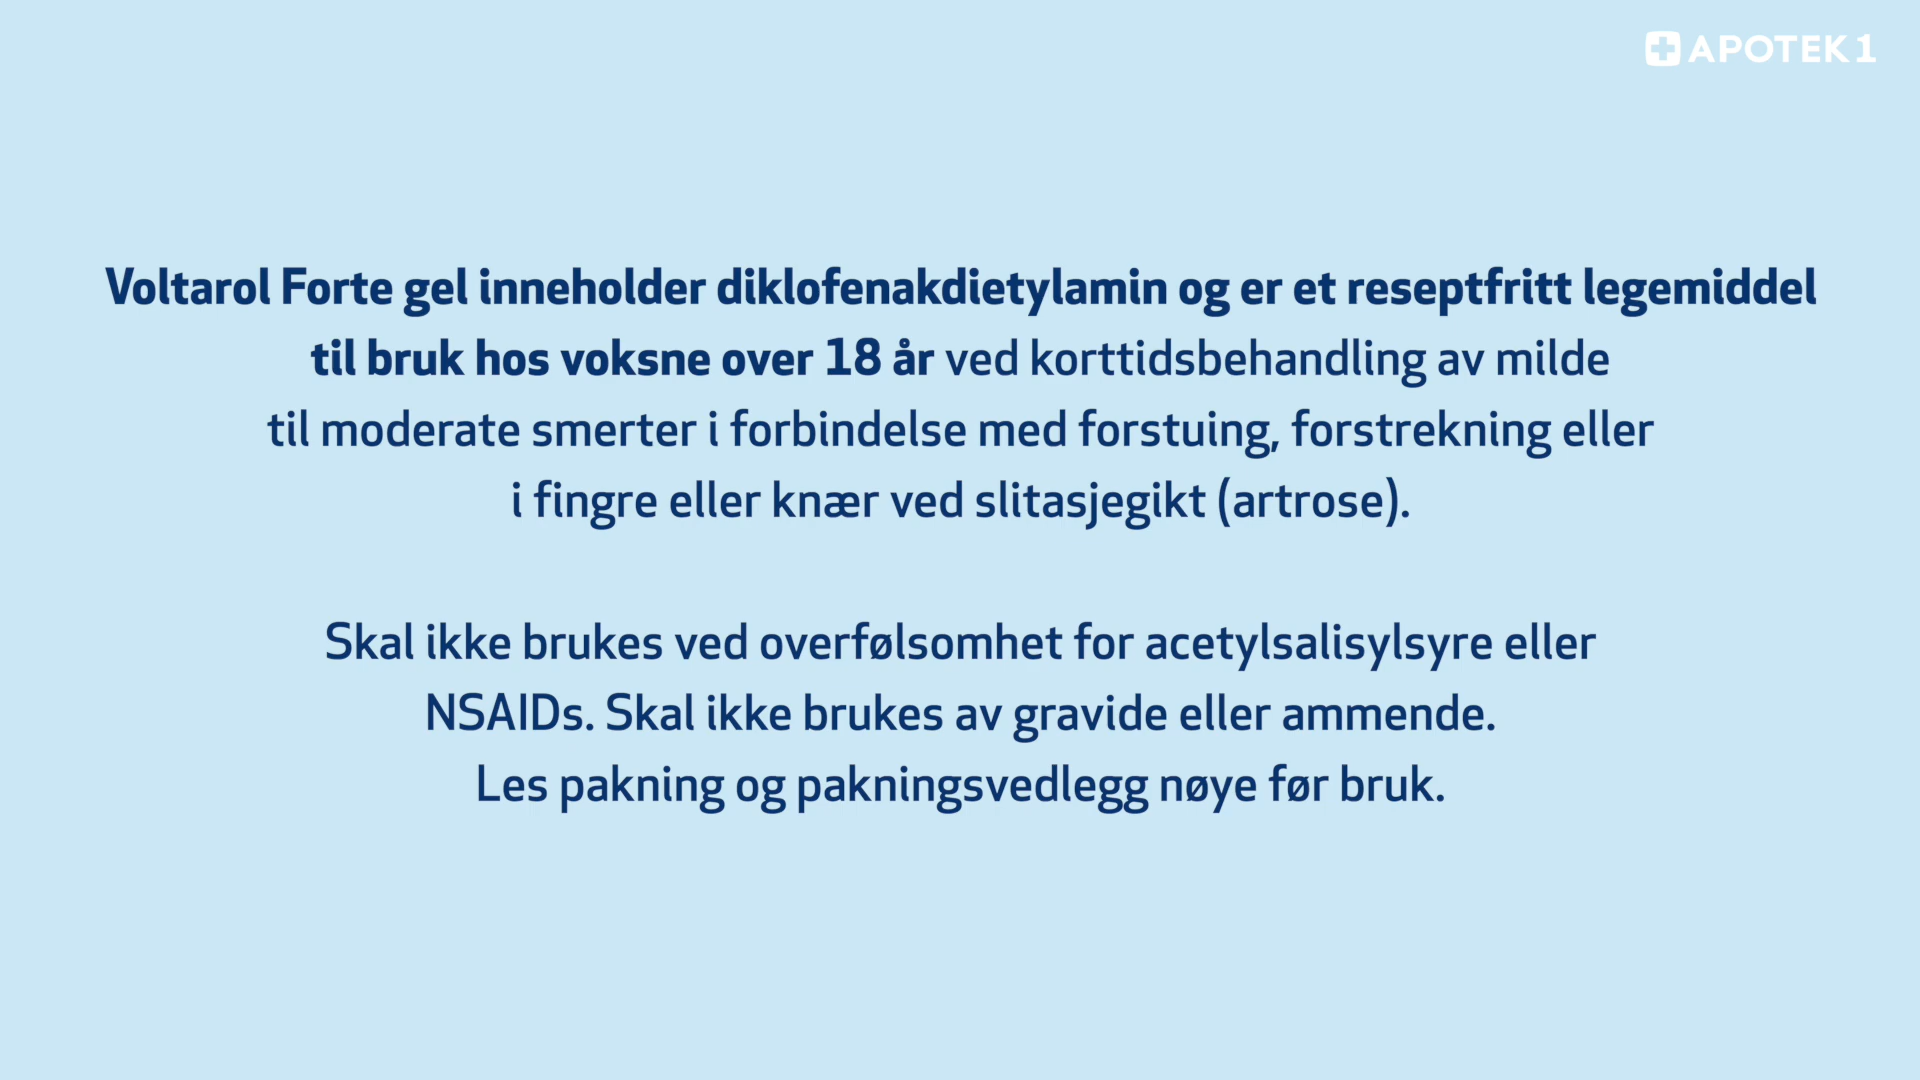 APOTEK 1
Voltarol Forte gel inneholder diklofenakdietylamin og er et reseptfritt legemiddel
til bruk hos voksne over 18 år ved korttidsbehandling av milde
til moderate smerter i forbindelse med forstuing, forstrekning eller
i fingre eller knær ved slitasjegikt (artrose).
Skal ikke brukes ved overfølsomhet for acetylsalisylsyre eller
NSAIDs. Skal ikke brukes av gravide eller ammende.
Les pakning og pakningsvedlegg nøye før bruk.